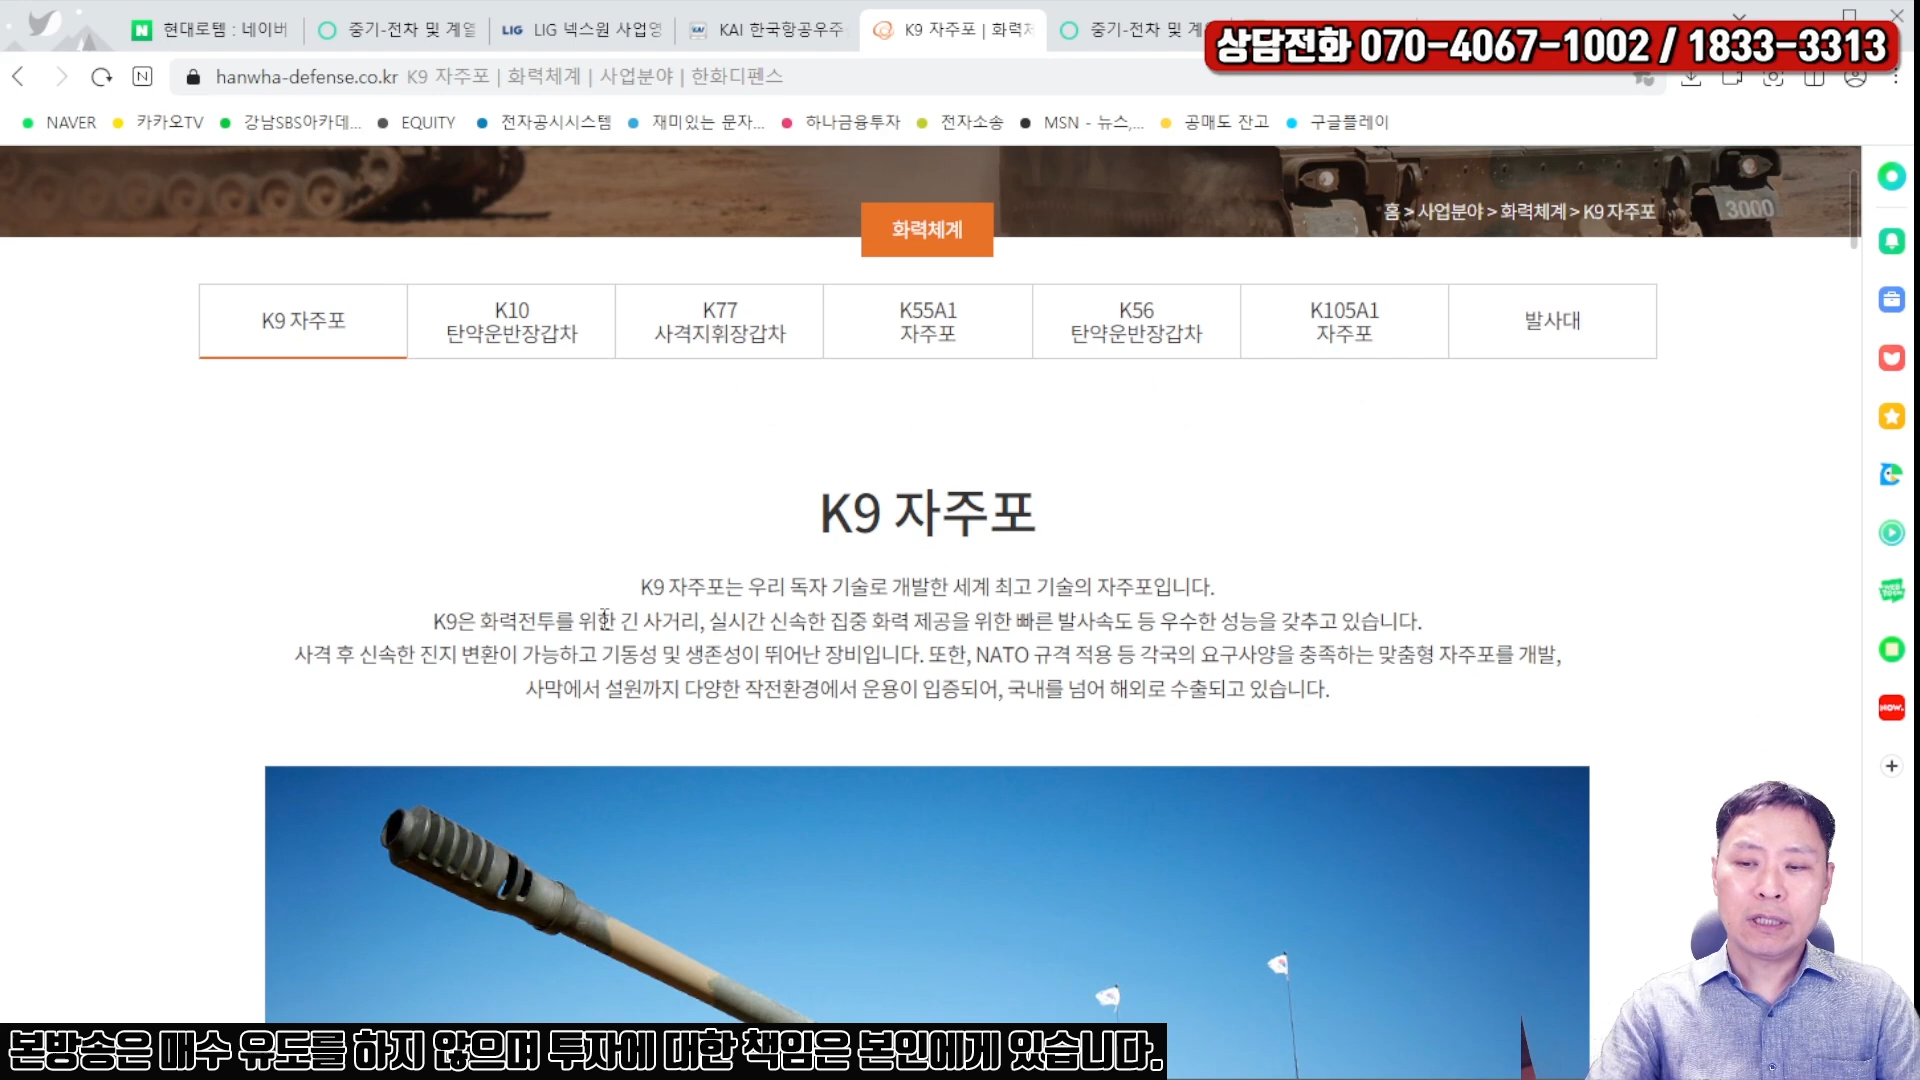 현대로템 : 네이버
중기-전차 및 계열
LIG LIG 넥스원 사업영
KAI 한국항공우주
K9 자주포 | 화력체
중기-전차 및 계
상담전화 070-4067-1002 / 1833-3313
hanwha-defense.co.kr K9 자주포 | 화력체계 | 사업분야 | 한화디펜스
NAVER
카카오TV
강남SBS아카데...
EQUITY
전자공시시스템
재미있는 문자...
하나금융투자
전자소송
MSN - 뉴스,...
공매도 잔고
구글플레이
화력체계
홈 > 사업분야 > 화력체계 > K9 자주포
3000
K9 자주포
K10
탄약운반장갑차
K77
사격지휘장갑차
K55A1
자주포
K56
탄약운반장갑차
K105A1
자주포
발사대
K9 자주포
K9 자주포는 우리 독자 기술로 개발한 세계 최고 기술의 자주포입니다.
K9은 화력전투를 위한 긴 사거리, 실시간 신속한 집중 화력 제공을 위한 빠른 발사속도 등 우수한 성능을 갖추고 있습니다.
사격 후 신속한 진지 변환이 가능하고 기동성 및 생존성이 뛰어난 장비입니다. 또한, NATO 규격 적용 등 각국의 요구사양을 충족하는 맞춤형 자주포를 개발,
사막에서 설원까지 다양한 작전환경에서 운용이 입증되어, 국내를 넘어 해외로 수출되고 있습니다.
NOW.
본방송은 매수 유도를 하지 않으며 투자에 대한 책임은 본인에게 있습니다.